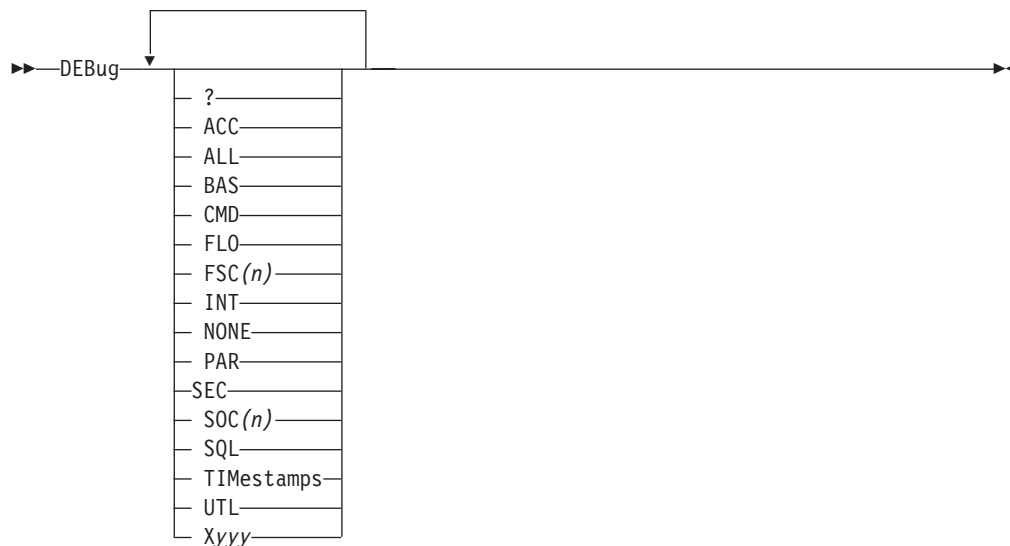 DEBug
?
ACC
ALL
BAS
CMD
FLO
FSC(n)
INT
NONE
PAR
SEC
SOC(n)
SQL
TIMestamps
UTL
Xyyy